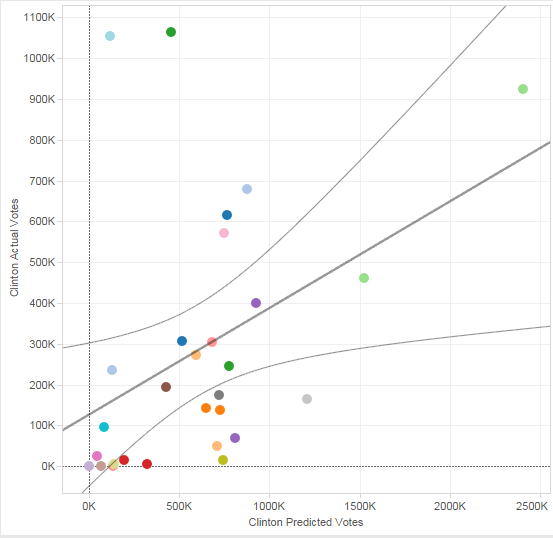 1100K
1000K
900K
800K
700K
600K
500K
400K
300K
200K
100K
0K
Clinton Actual Votes
0K 500K 1000K 1500K 2000K 2500K
Clinton Predicted Votes